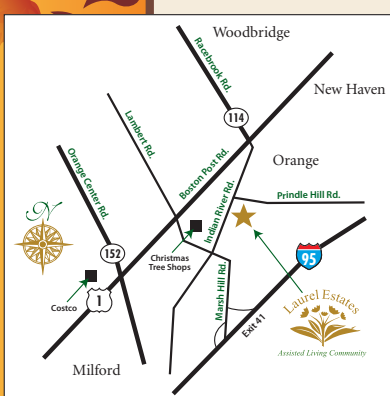 Woodbridge
Racebrook Rd.
New Haven
114
Lambert Rd.
Boston Post Rd.
Orange
Orange Center Rd.
Indian River Rd.
Prindle Hill Rd.
N
Christmas
Tree Shops
152
95
Marsh Hill Rd.
Costco
1
Laurel Estates
Exit 41
Assisted Living Community
Milford